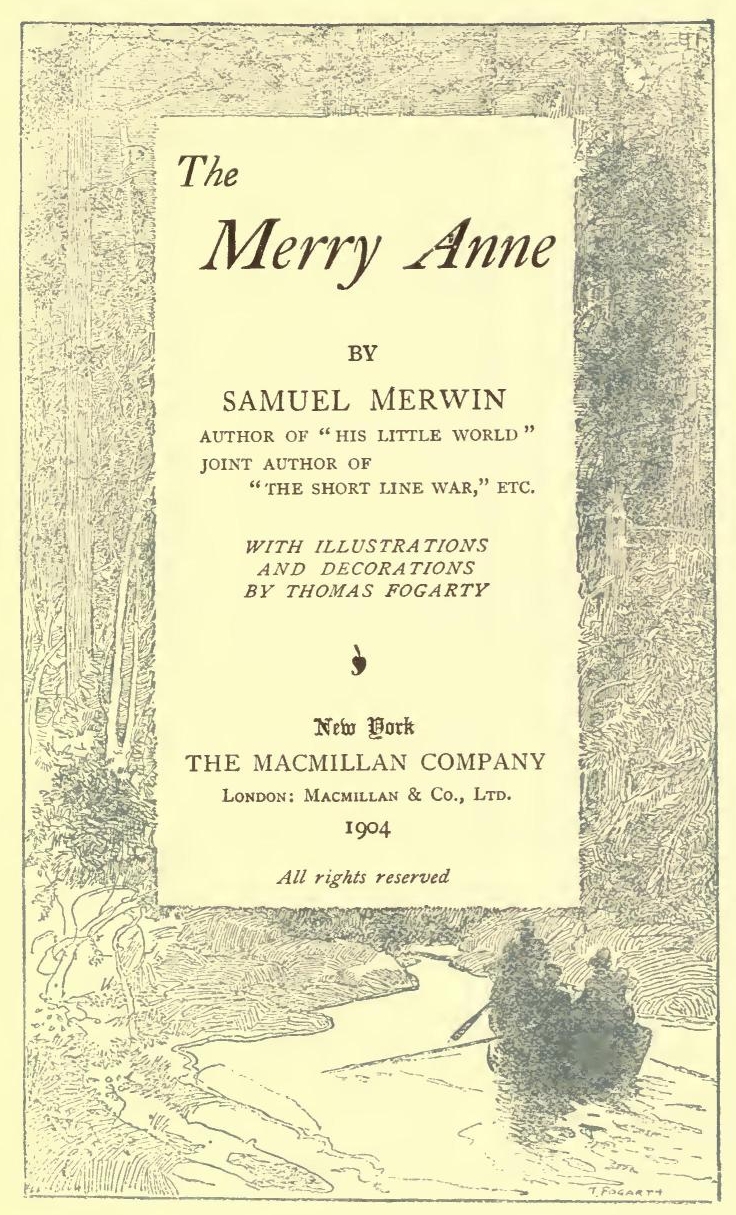 The
Merry Anne
BY
SAMUEL MERWIN
AUTHOR OF “HIS LITTLE WORLD”
JOINT AUTHOR OF
“THE SHORT LINE WAR,” ETC.
WITH ILLUSTRATIONS
AND DECORATIONS
BY THOMAS FOGARTY
New York
THE MACMILLAN COMPANY
LONDON: MACMILLAN & CO., LTD.
1904
All rights reserved
T. FOGARTY